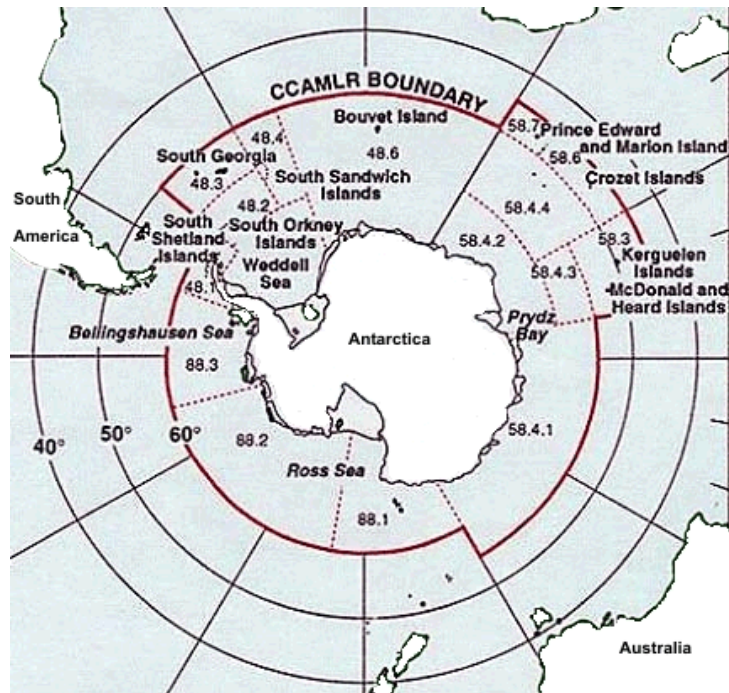 CCAMLR BOUNDARY
Bouvet Island
48.6
48.4
South Georgia
48.3
South Sandwich
Islands
48.2
South Orkney
Islands
South
Shetland
Islands
48.1
Weddell
Sea
South
America
58.7
Prince Edward
and Marion Island
58.6
Crozet Islands
58.4.4
58.4.2
58.3
Kerguelen
Islands
58.4.3
McDonald and
Heard Islands
Prydz
Bay
Bellingshausen Sea
Antarctica
88.3
58.4.1
40°
50°
60°
88.2
Ross Sea
88.1
Australia